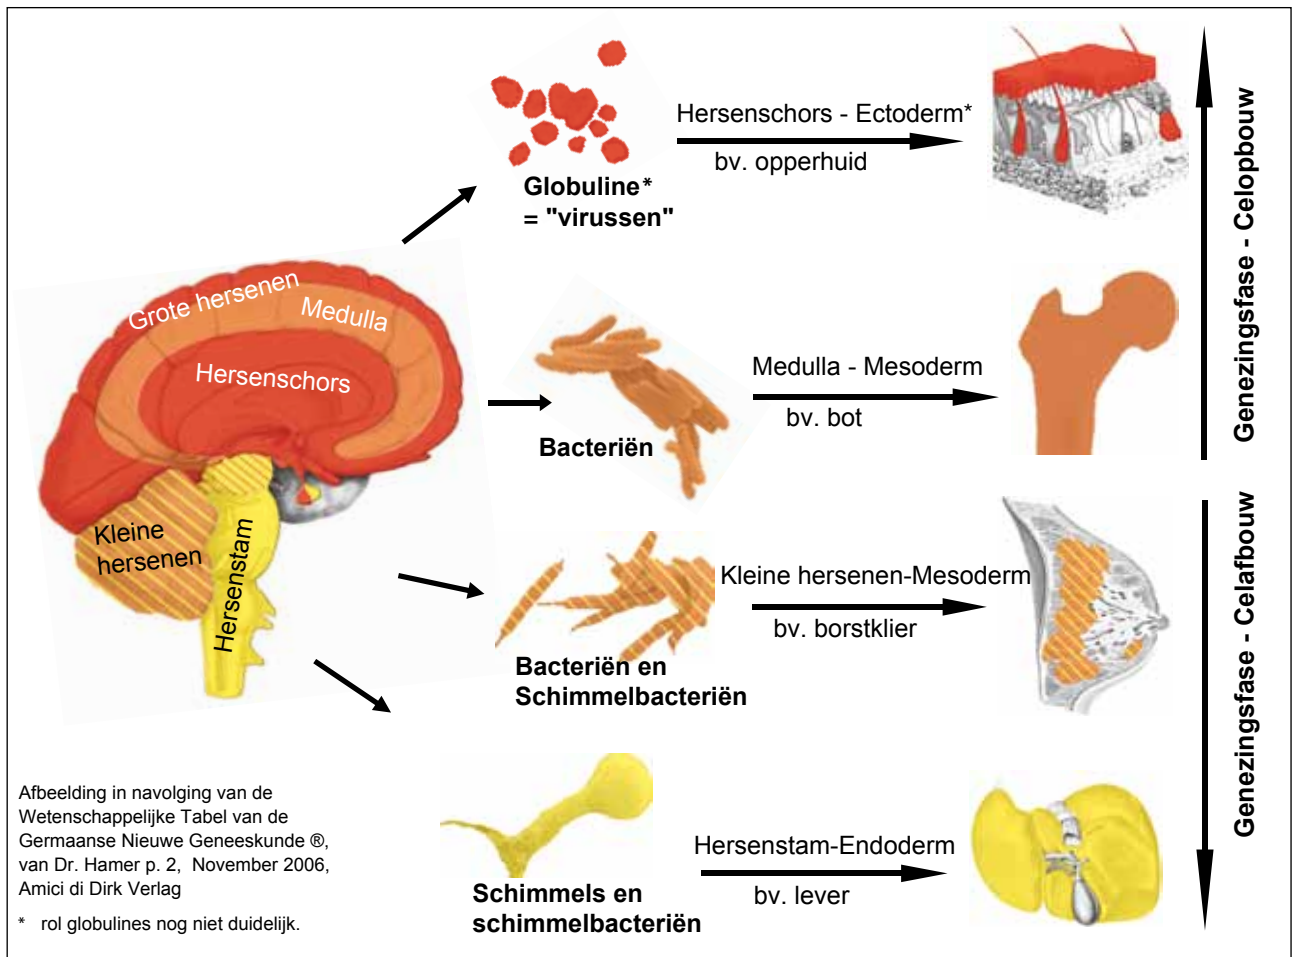 Globuline*
= "virussen"
Hersenschors - Ectoderm*
bv. opperhuid
Grote hersenen
Medulla
Hersenschors
Kleine
hersenen
Hersenstam
Bacteriën
Medulla - Mesoderm
bv. bot
Bacteriën en
Schimmelbacteriën
Kleine hersenen-Mesoderm
bv. borstklier
Schimmels en
schimmelbacteriën
Hersenstam-Endoderm
bv. lever
Genezingsfase - Celopbouw
Genezingsfase - Celafbouw
Afbeelding in navolging van de
Wetenschappelijke Tabel van de
Germaanse Nieuwe Geneeskunde ®,
van Dr. Hamer p. 2, November 2006,
Amici di Dirk Verlag
* rol globulines nog niet duidelijk.